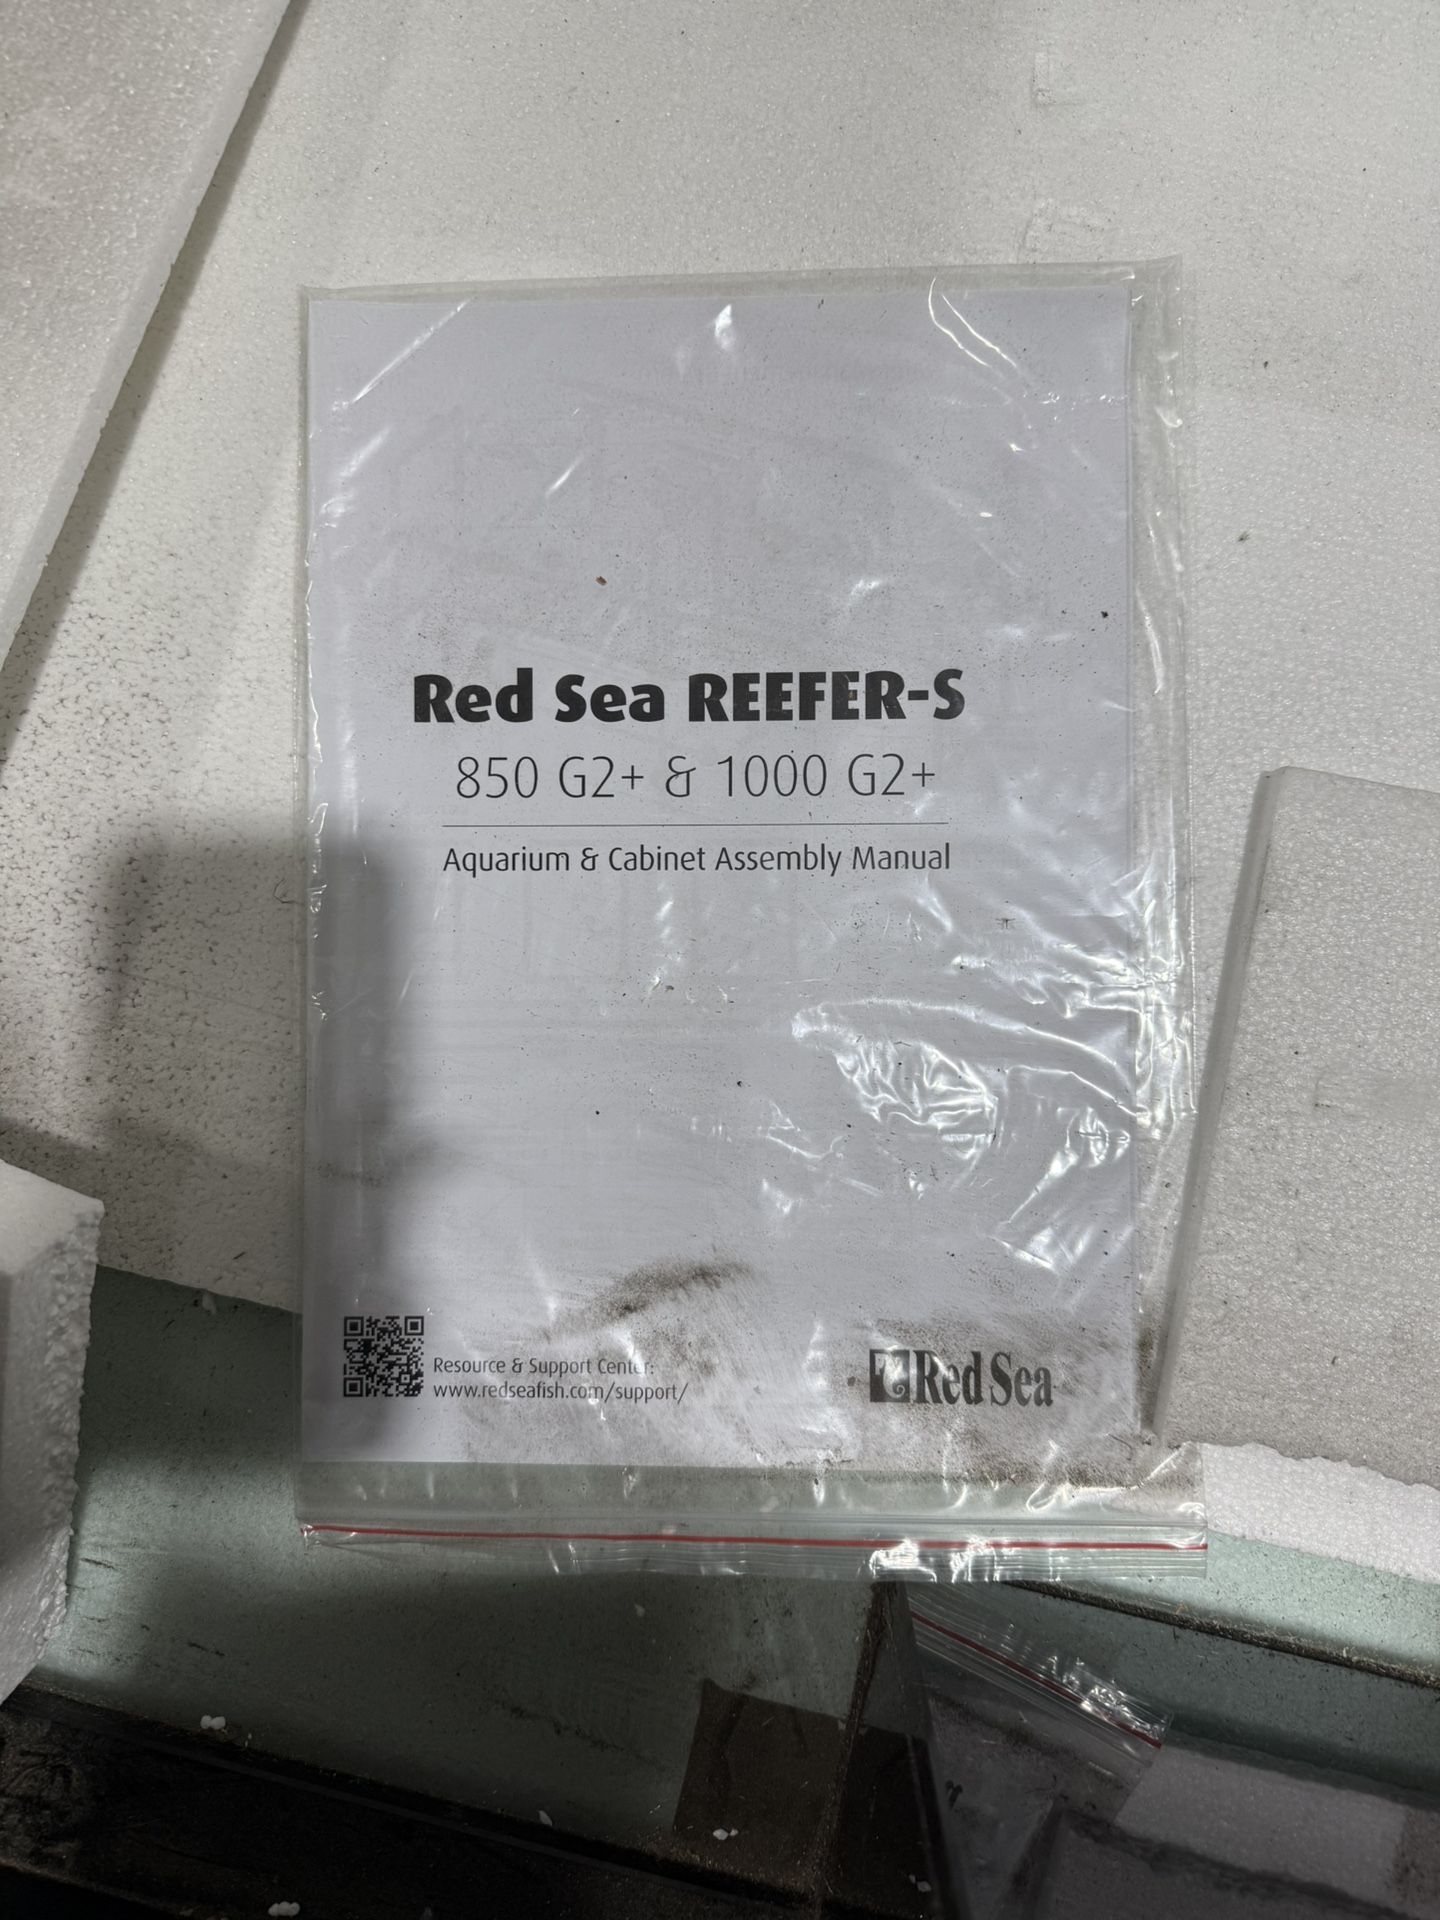 Red Sea REEFER-S
850 G2+ & 1000 G2+
Aquarium & Cabinet Assembly Manual
Resource & Support Center:
www.redseafish.com/support/
Red Sea